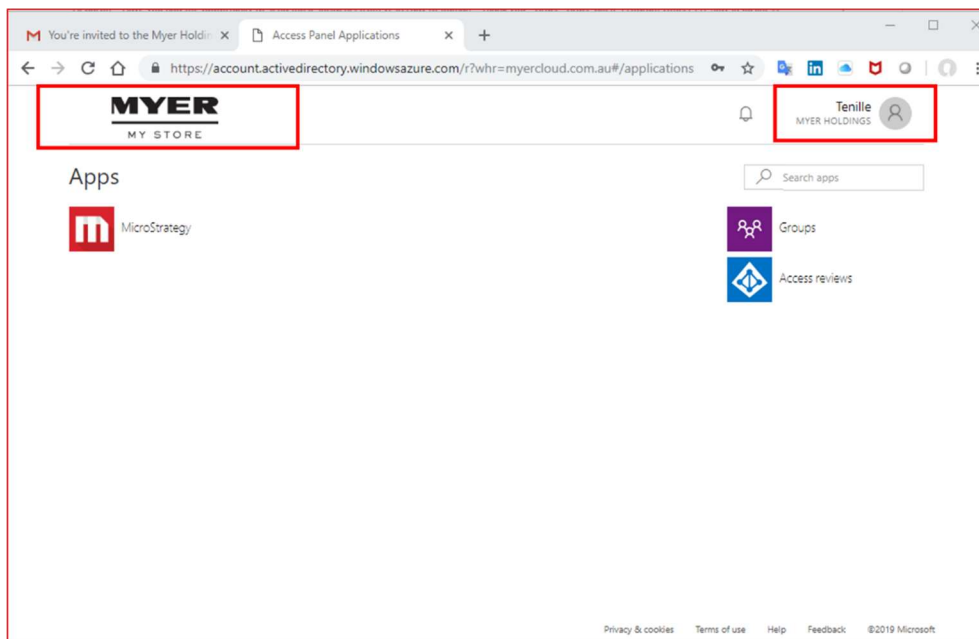 You're invited to the Myer Holdin
Access Panel Applications
https://account.activedirectory.windowsazure.com/r?whr=myercloud.com.au#/applications
MYER
MY STORE
Tenille
MYER HOLDINGS
Apps
Search apps
MicroStrategy
Groups
Access reviews
Privacy & cookies Terms of use Help Feedback ©2019 Microsoft